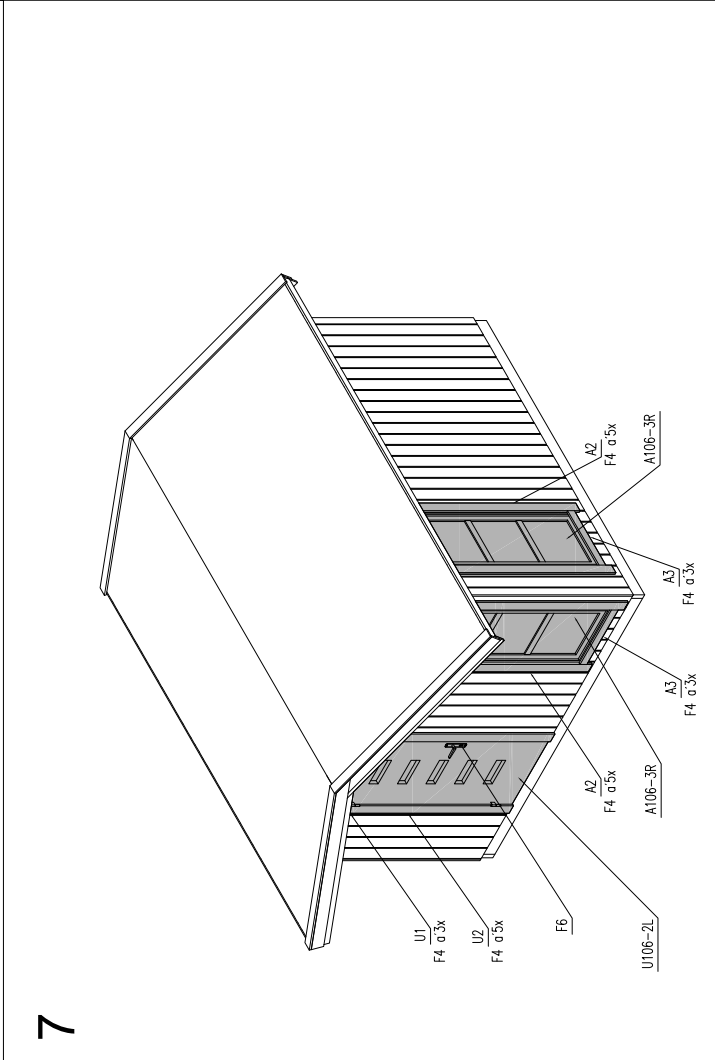 7
U1
F4 a´3x
U2
F4 a´5x
F6
U106-2L
A2
F4 a´5x
A106-3R
A3
F4 a´3x
A3
F4 a´3x
A2
F4 a´5x
A106-3R